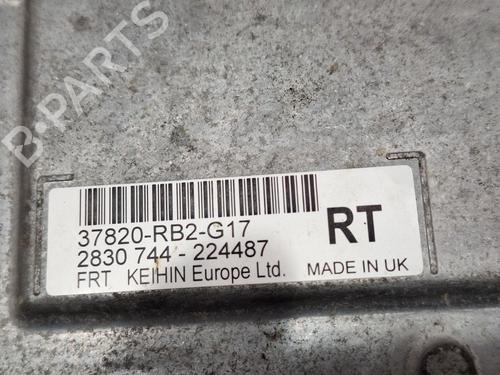 B-PARTS
37820-RB2-G17
2830 744 - 224487
RT
FRT KEIHIN Europe Ltd.
MADE IN UK